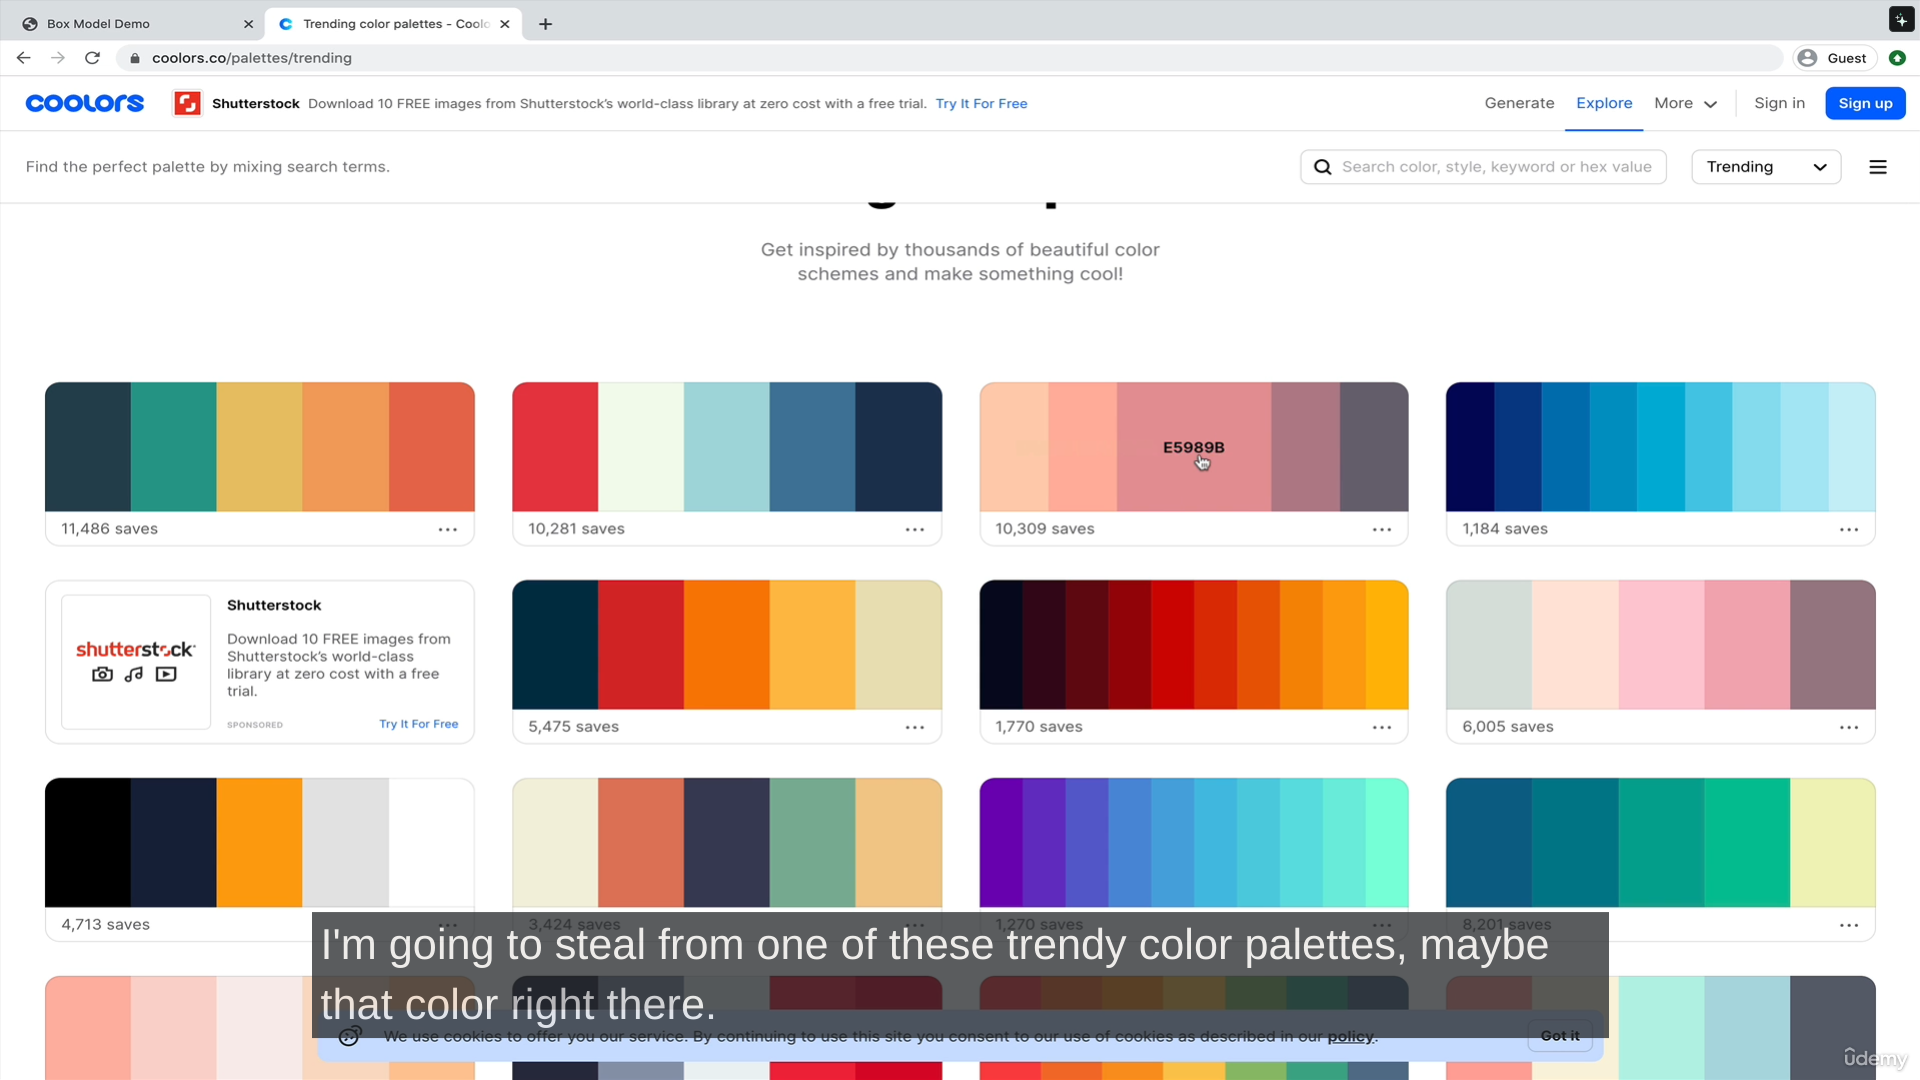 Box Model Demo
Trending color palettes - Coolo
coolors.co/palettes/trending
Guest
coolors
Shutterstock Download 10 FREE images from Shutterstock's world-class library at zero cost with a free trial. Try It For Free
Generate Explore More Sign in Sign up
Find the perfect palette by mixing search terms.
Search color, style, keyword or hex value
Trending
Get inspired by thousands of beautiful color
schemes and make something cool!
E5989B
11,486 saves
10,281 saves
10,309 saves
1,184 saves
shutterstock
Shutterstock
Download 10 FREE images from
Shutterstock's world-class
library at zero cost with a free
trial.
SPONSORED Try It For Free
5,475 saves
1,770 saves
6,005 saves
4,713 saves
3,424 saves
1,270 saves
8,201 saves
I'm going to steal from one of these trendy color palettes, maybe
that color right there.
We use cookies to offer you our service. By continuing to use this site you consent to our use of cookies as described in our policy.
Got it
ûdemy